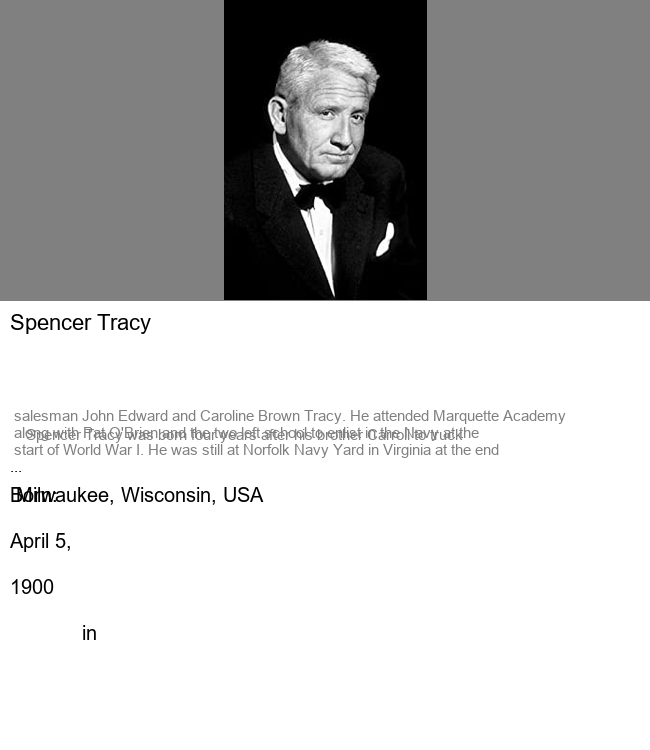 Spencer Tracy
salesman John Edward and Caroline Brown Tracy. He attended Marquette Academy
along with Pat O'Brien and the two left school to enlist in the Navy at the
Spencer Tracy was born four years after his brother Carroll to truck
start of World War I. He was still at Norfolk Navy Yard in Virginia at the end
...
Born:
Milwaukee, Wisconsin, USA
April 5,
1900
in